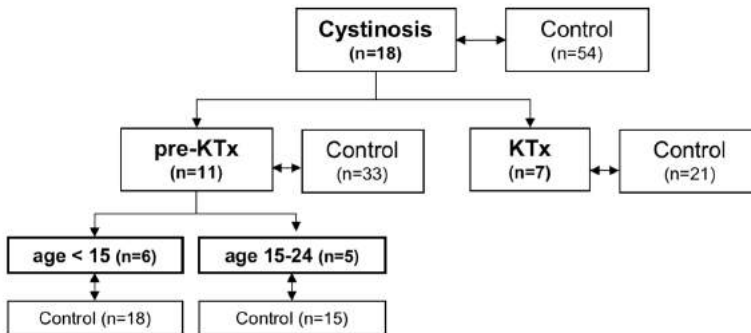 Cystinosis
(n=18)
Control
(n=54)
pre-KTx
(n=11)
Control
(n=33)
KTx
(n=7)
Control
(n=21)
age < 15 (n=6)
age 15-24 (n=5)
Control (n=18)
Control (n=15)